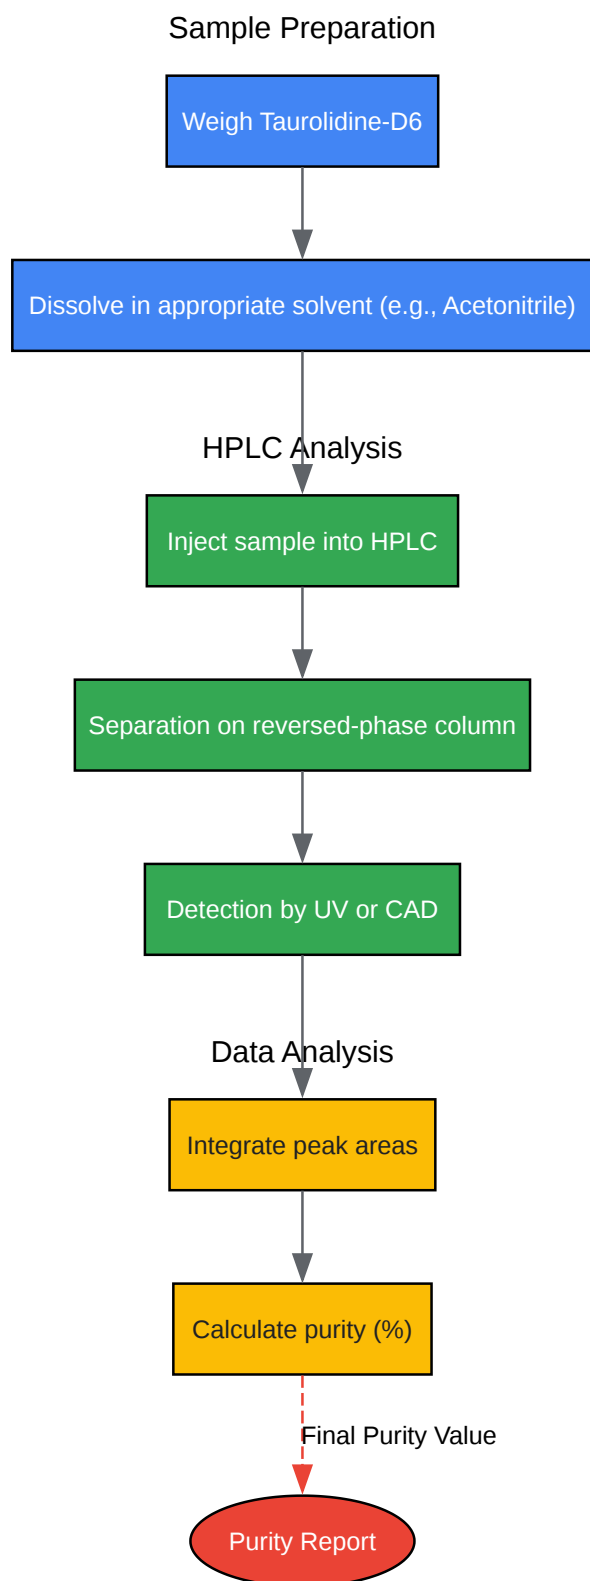 Sample Preparation
Weigh Taurolidine-D6
Dissolve in appropriate solvent (e.g., Acetonitrile)
HPLC Analysis
Inject sample into HPLC
Separation on reversed-phase column
Detection by UV or CAD
Data Analysis
Integrate peak areas
Calculate purity (%)
Final Purity Value
Purity Report